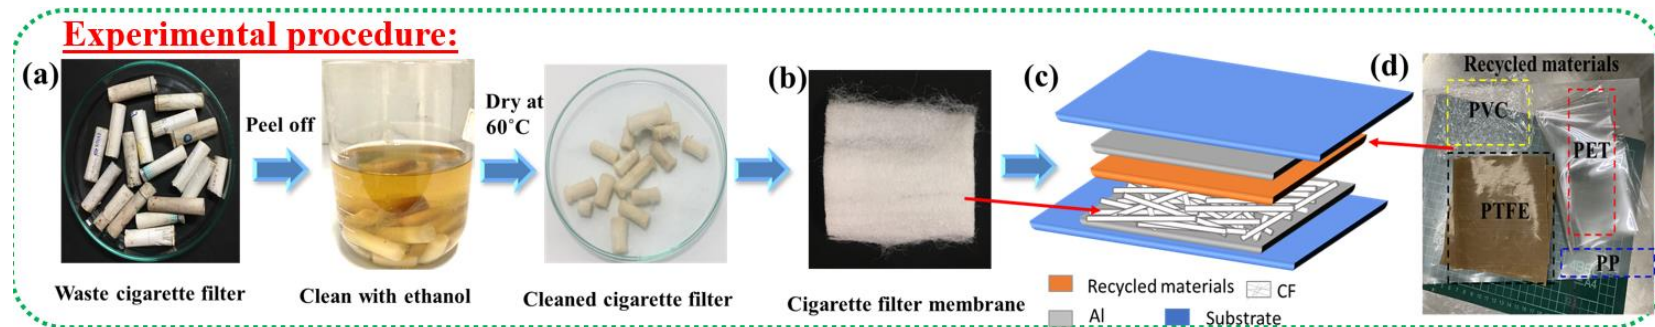 Experimental procedure:
(a)
Peel off
Dry at
60°C
(b)
(c)
(d)
Recycled materials
PVC
PET
PTFE
PP
Waste cigarette filter
Clean with ethanol
Cleaned cigarette filter
Cigarette filter membrane
Recycled materials
CF
Al
Substrate